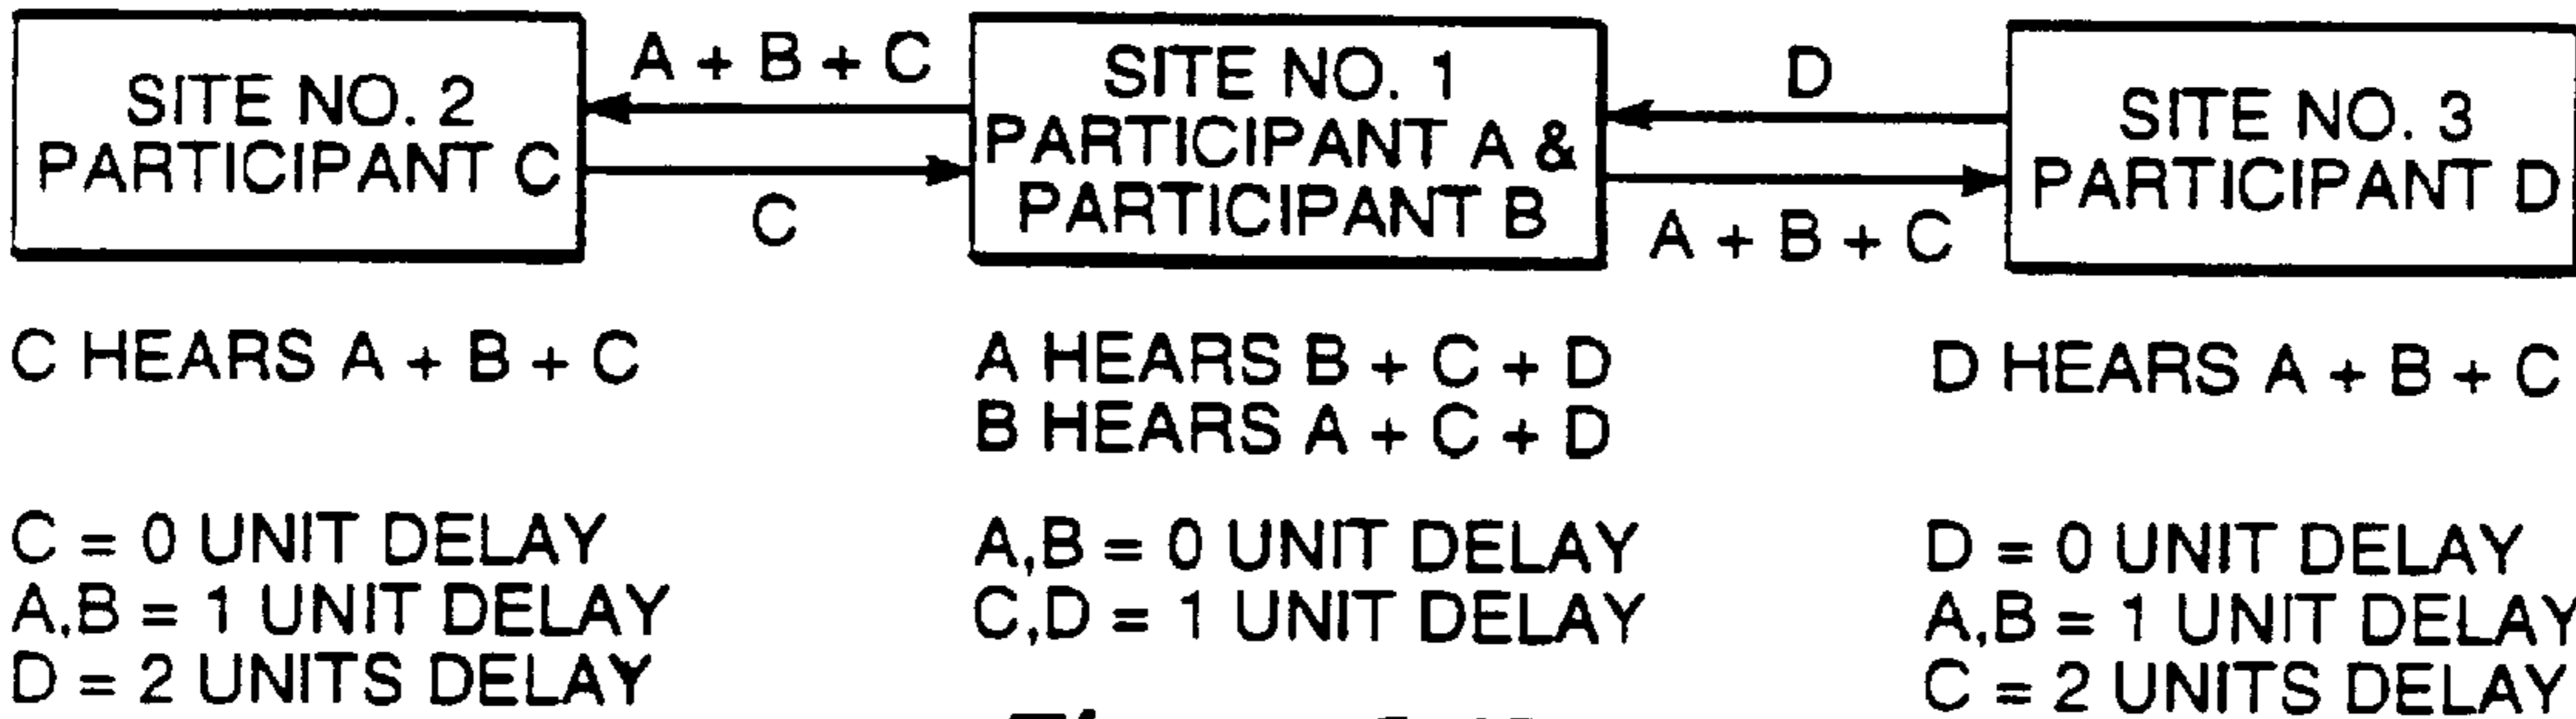 SITE NO. 2
PARTICIPANT C
A + B + C
C
SITE NO. 1
PARTICIPANT A &
PARTICIPANT B
D
A + B + C
SITE NO. 3
PARTICIPANT D
C HEARS A + B + C
A HEARS B + C + D
B HEARS A + C + D
D HEARS A + B + C
C = 0 UNIT DELAY
A,B = 1 UNIT DELAY
D = 2 UNITS DELAY
A,B = 0 UNIT DELAY
C,D = 1 UNIT DELAY
D = 0 UNIT DELAY
A,B = 1 UNIT DELAY
C = 2 UNITS DELAY